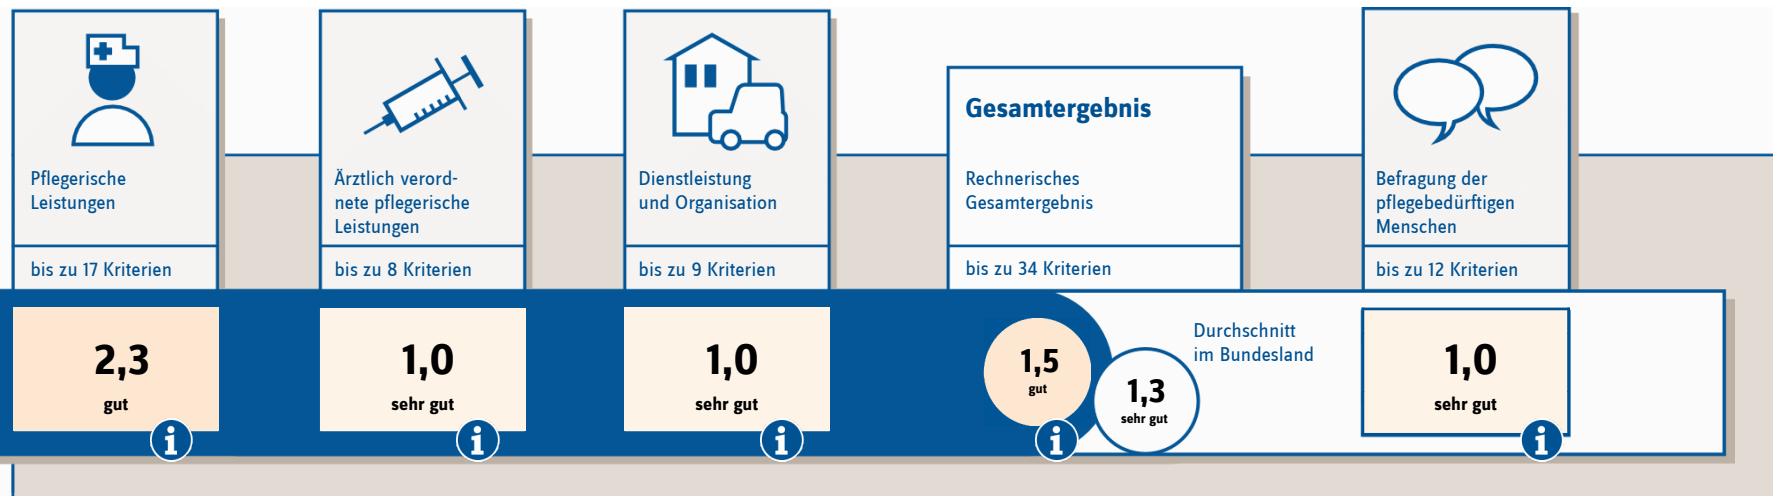 Pflegerische
Leistungen
bis zu 17 Kriterien
2,3
gut
i
Ärztlich verord-
nete pflegerische
Leistungen
bis zu 8 Kriterien
1,0
sehr gut
i
Dienstleistung
und Organisation
bis zu 9 Kriterien
1,0
sehr gut
i
Gesamtergebnis
Rechnerisches
Gesamtergebnis
bis zu 34 Kriterien
1,5
gut
i
Durchschnitt
im Bundesland
1,3
sehr gut
Befragung der
pflegebedürftigen
Menschen
bis zu 12 Kriterien
1,0
sehr gut
i